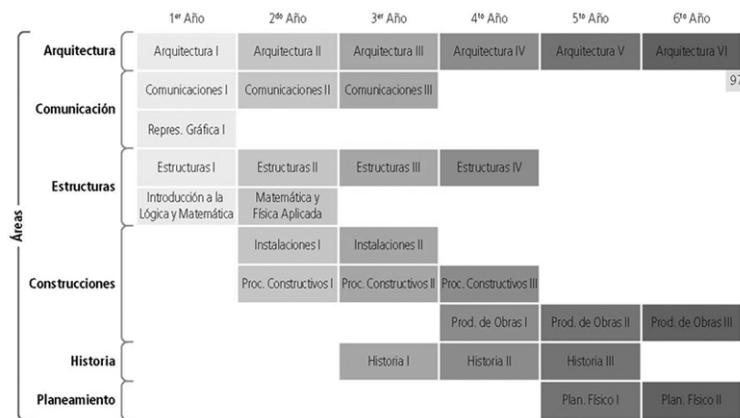 1er Año 2do Año 3er Año 4to Año 5to Año 6to Año
Áreas
Arquitectura Arquitectura I Arquitectura II Arquitectura III Arquitectura IV Arquitectura V Arquitectura VI
97
Comunicación Comunicaciones I Comunicaciones II Comunicaciones III
Repres. Gráfica I
Estructuras Estructuras I Estructuras II Estructuras III Estructuras IV
Introducción a la Matemática y
Lógica y Matemática Física Aplicada
Instalaciones I Instalaciones II
Construcciones Proc. Constructivos I Proc. Constructivos II Proc. Constructivos III
Prod. de Obras I Prod. de Obras II Prod. de Obras III
Historia Historia I Historia II Historia III
Planeamiento Plan. Físico I Plan. Físico II